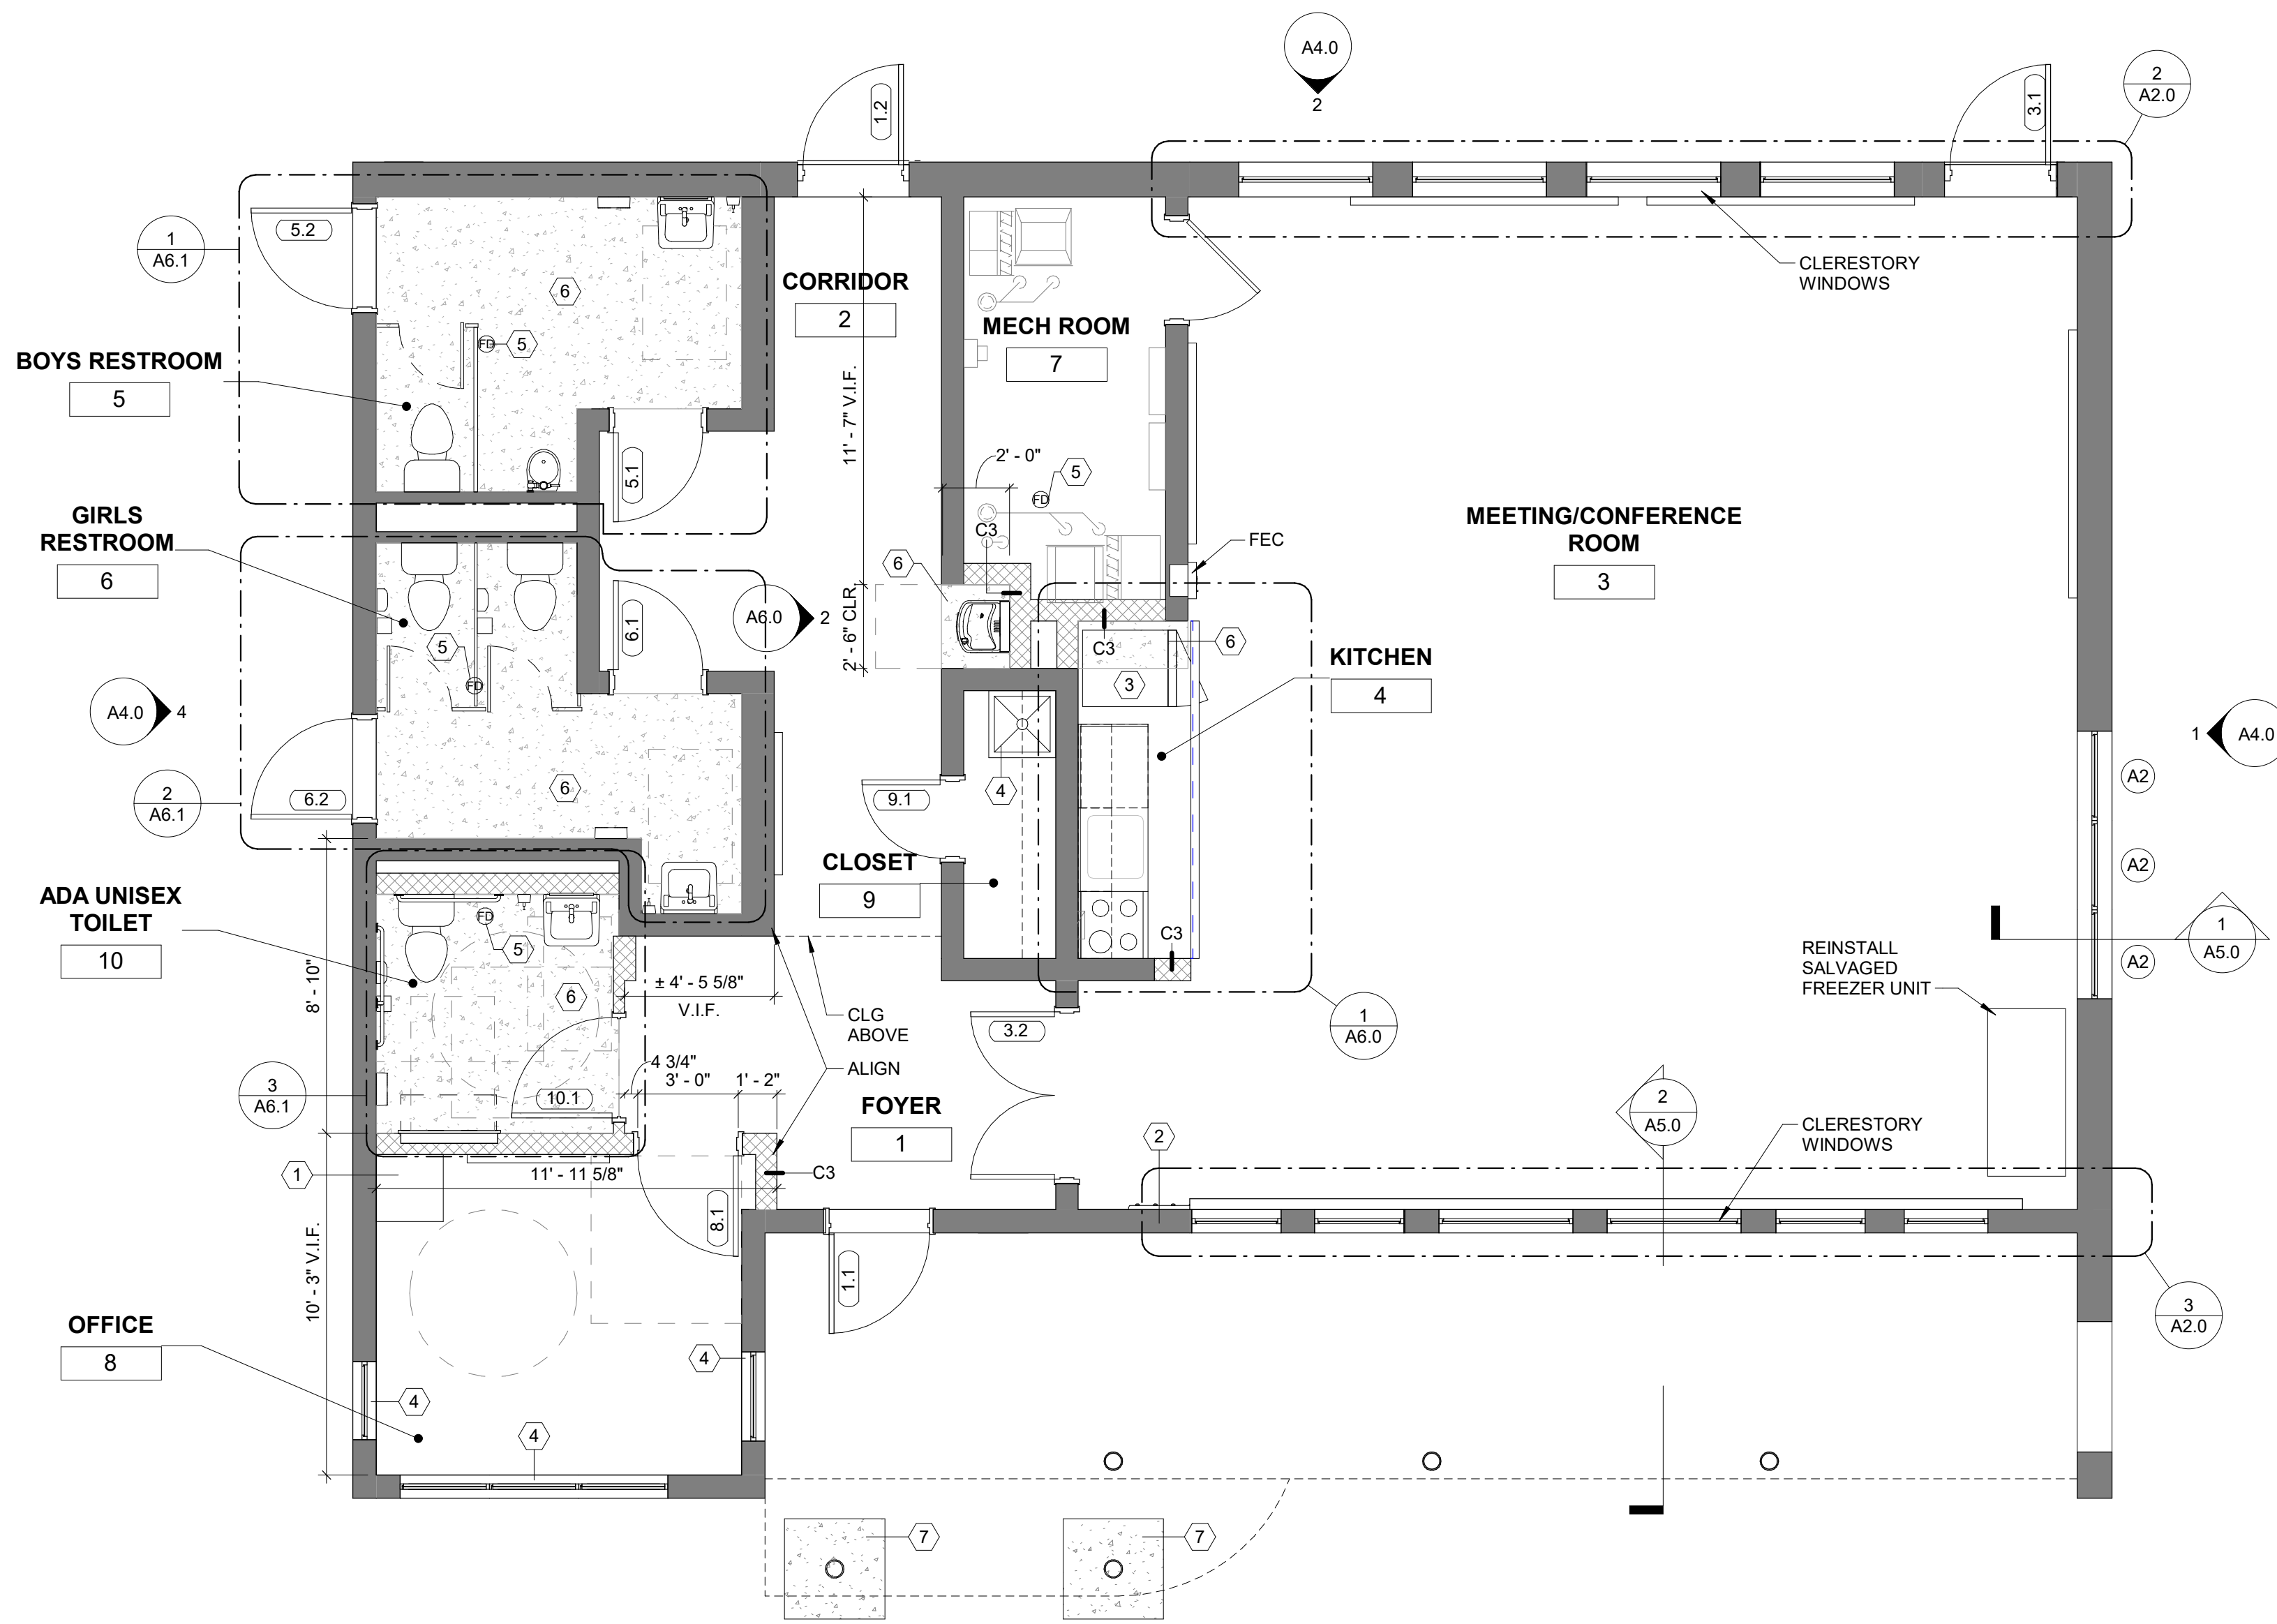 A4.0
2
2
A2.0
1.2
3.1
5.2
1
A6.1
6
CORRIDOR
2
CLERESTORY
WINDOWS
MECH ROOM
7
FD
5
BOYS RESTROOM
5
11' - 7" V.I.F.
2' - 0"
5
FD
5.1
C3
GIRLS
RESTROOM
6
MEETING/CONFERENCE
ROOM
3
FEC
6
6.1
A6.0
2
2' - 6" CLR
C3
6
5
FD
3
KITCHEN
4
A4.0
4
1
A4.0
A2
4
6
6.2
2
A6.1
9.1
A2
CLOSET
9
ADA UNISEX
TOILET
10
FD
5
C3
1
A5.0
REINSTALL
SALVAGED
FREEZER UNIT
A2
8' - 10"
6
± 4' - 5 5/8"
V.I.F.
CLG
ABOVE
3.2
1
A6.0
4 3/4"
3' - 0"
1' - 2"
ALIGN
3
A6.1
10.1
FOYER
1
2
2
A5.0
CLERESTORY
WINDOWS
1
11' - 11 5/8"
C3
8.1
1.1
10' - 3" V.I.F.
3
A2.0
OFFICE
8
4
4
4
7
7